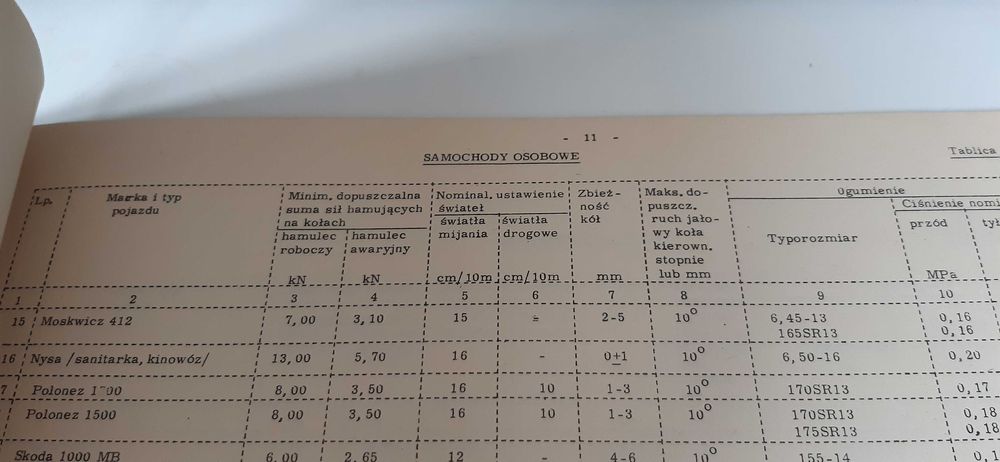 - 11 -
SAMOCHODY OSOBOWE
Tablica
Lp.
Marka i typ
pojazdu
Minim. dopuszczalna
suma sił hamujących
na kołach
hamulec
roboczy
kN
hamulec
awaryjny
kN
Nominal. ustawienie
świateł
światła
mijania
cm/10m
światła
drogowe
cm/10m
Zbież-
ność
kół
mm
Maks. do-
puszcz.
ruch jało-
wy koła
kierown.
stopnie
lub mm
Ogumienie
Typorozmiar
Ciśnienie nomi
przód
MPa
tył
1 2 3 4 5 6 7 8 9 10
15 Moskwicz 412 7,00 3,10 15 - 2-5 10° 6,45-13 0,16
165SR13 0,16
16 Nysa /sanitarka, kinowóz/ 13,00 5,70 16 - 0±1 10° 6,50-16 0,20
7 Polonez 8,00 3,50 16 10 1-3 10° 170SR13 0,17
Polonez 1500 8,00 3,50 16 10 1-3 10° 170SR13 0,18
175SR13 0,18
Skoda 1000 MB 6,00 2,65 12 - 4-6 10° 155-14